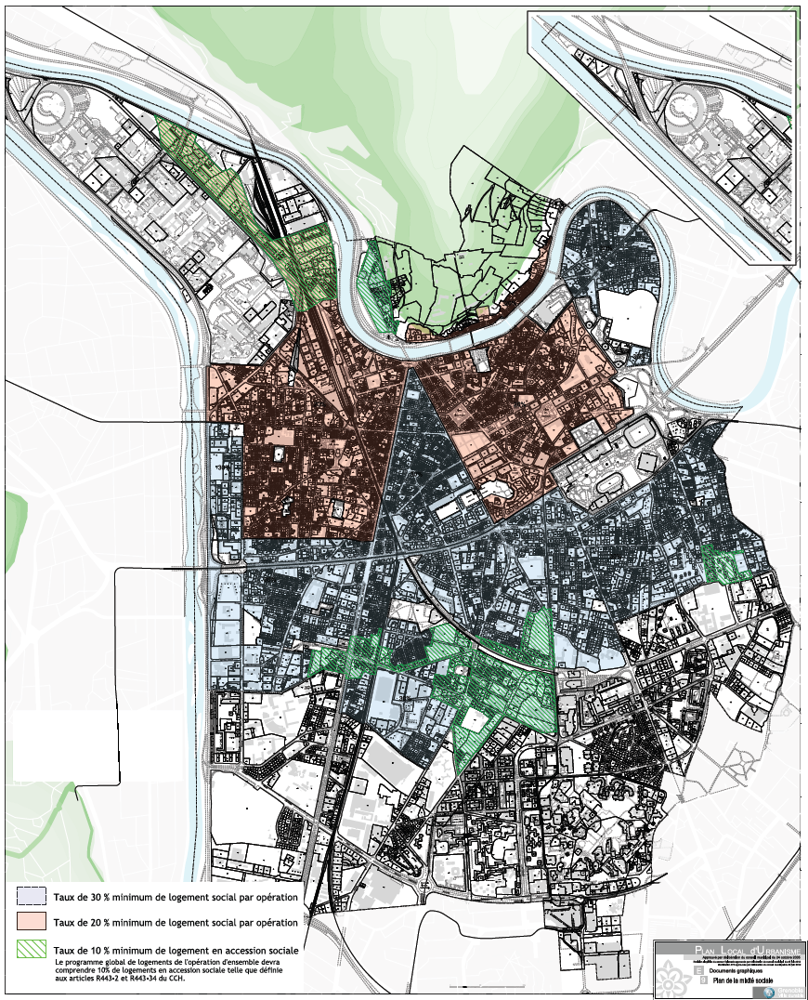 Taux de 30 % minimum de logement social par opération
Taux de 20 % minimum de logement social par opération
Taux de 10 % minimum de logement en accession sociale
Le programme global de logements de l'opération d'ensemble devra
comprendre 10% de logements en accession sociale telle que définie
aux articles R443•2 et R443•34 du CCH.
PLAN LOCAL d'URBANISME
E Documents graphiques
Plan de la mixité sociale
Grenoble